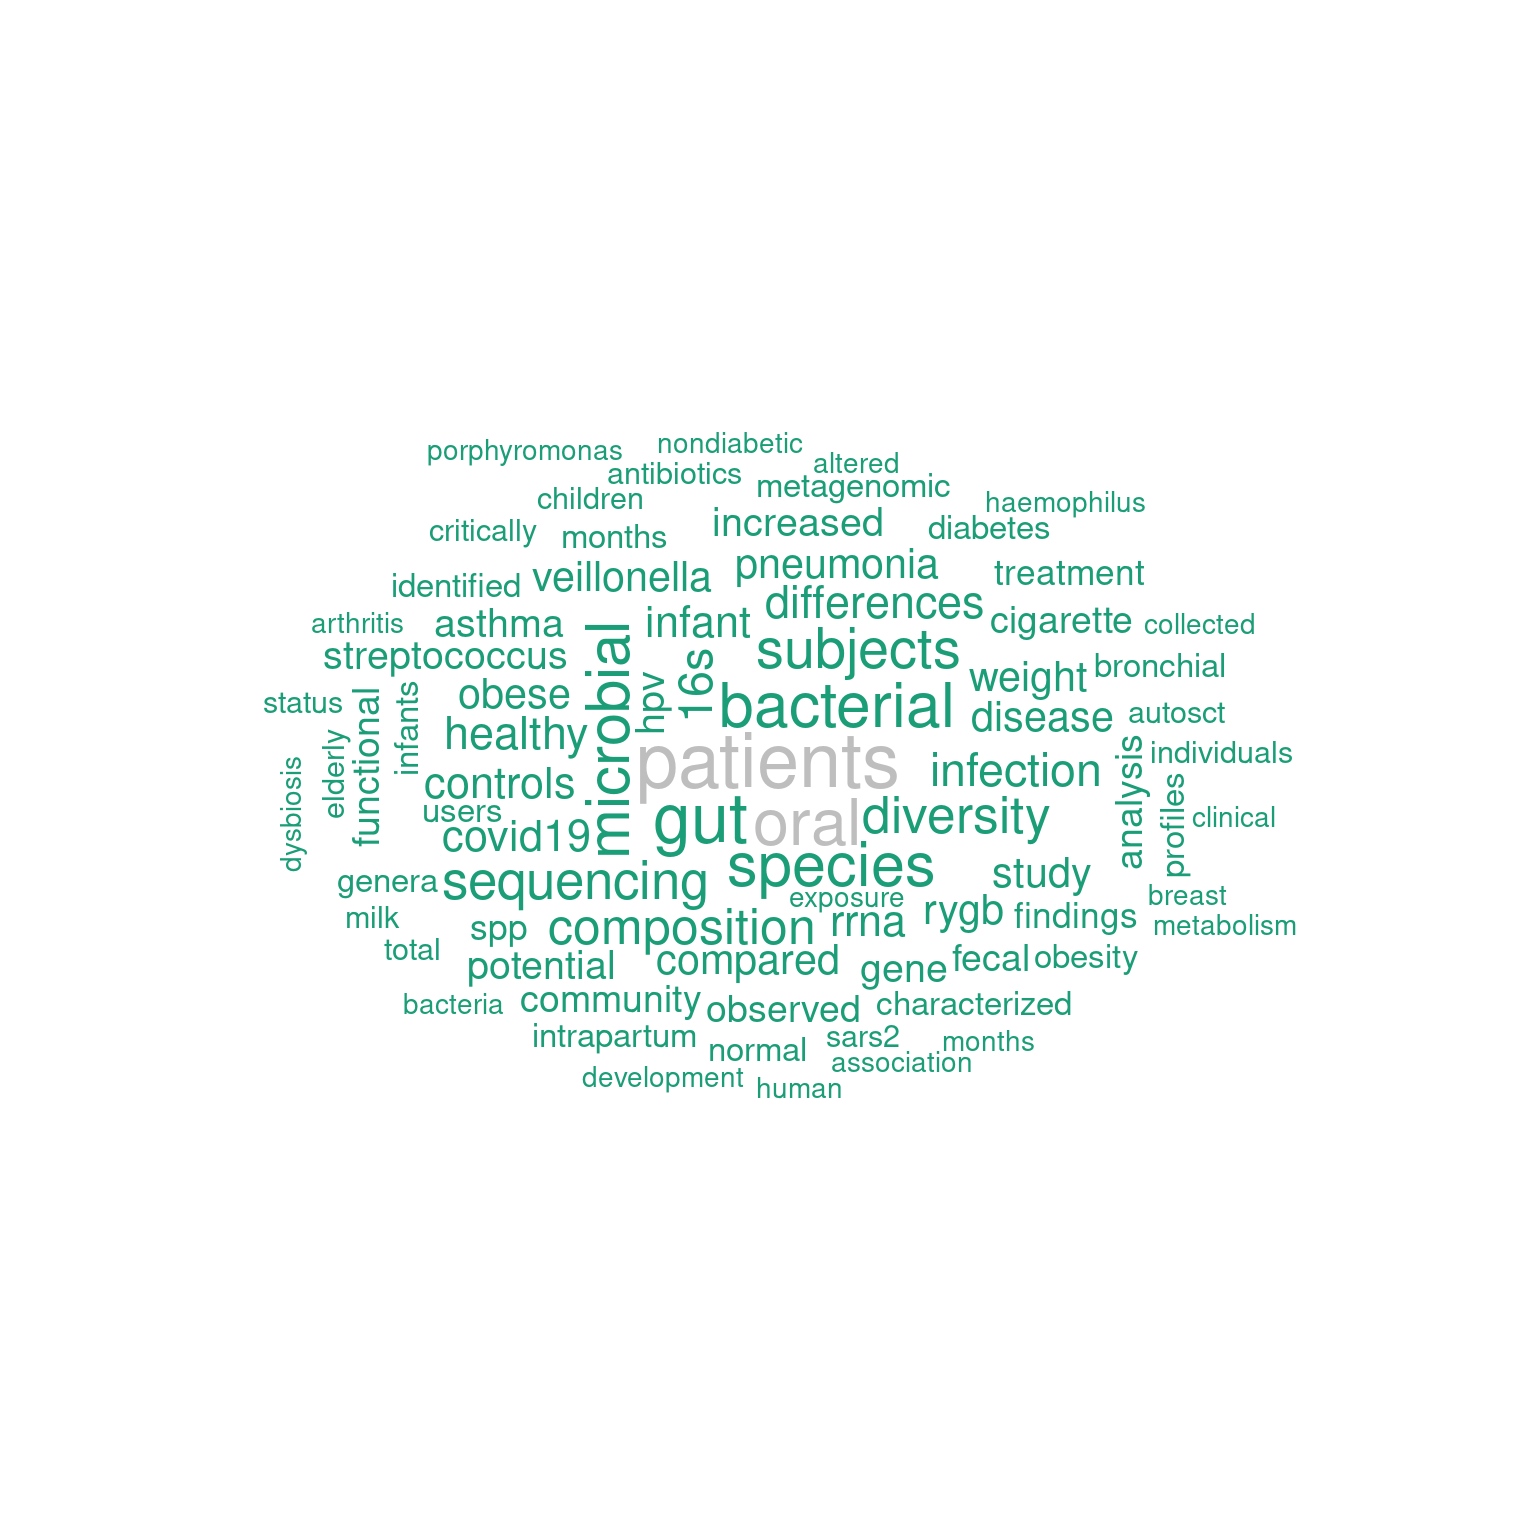 porphyromonas
nondiabetic
altered
antibiotics
metagenomic
children
haemophilus
critically
months
increased
diabetes
identified
veillonella
pneumonia
treatment
arthritis
asthma
infant
differences
cigarette
collected
streptococcus
microbial
subjects
bronchial
status
functional
infants
obese
hpv
16s
bacterial
weight
disease
autosct
healthy
patients
infection
analysis
individuals
dysbiosis
elderly
controls
users
covid19
gut
oral
diversity
profiles
clinical
genera
sequencing
species
study
breast
milk
spp
composition
exposure
rrna
rygb
findings
metabolism
total
potential
compared
gene
fecal
obesity
bacteria
community
observed
characterized
intrapartum
normal
sars2
months
association
development
human